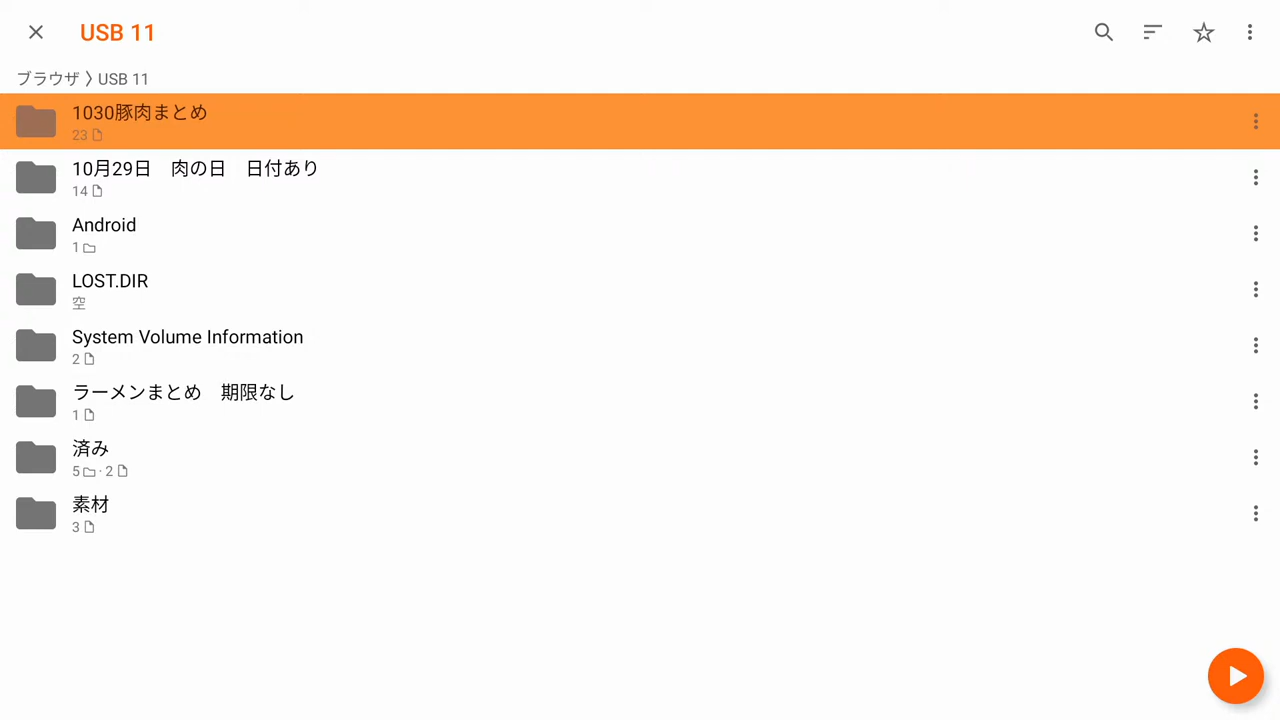 USB 11
ブラウザ 〉USB 11
1030豚肉まとめ
23
10月29日　肉の日　日付あり
14
Android
1
LOST.DIR
空
System Volume Information
2
ラーメンまとめ　期限なし
1
済み
5 · 2
素材
3